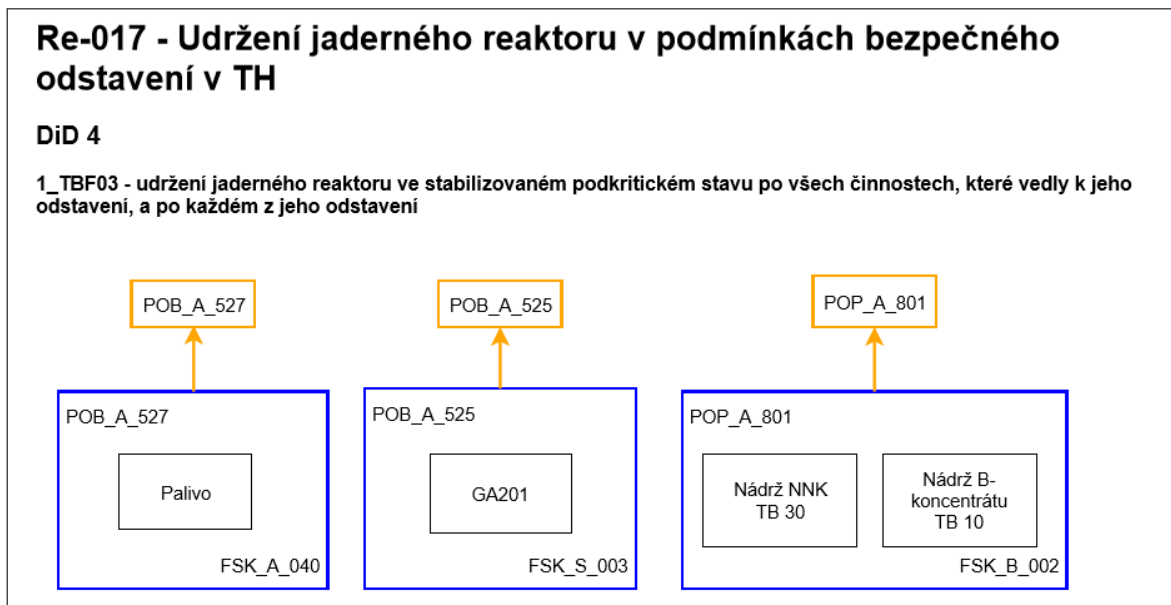 Re-017 - Udržení jaderného reaktoru v podmínkách bezpečného
odstavení v TH
DiD 4
1_TBF03 - udržení jaderného reaktoru ve stabilizovaném podkritickém stavu po všech činnostech, které vedly k jeho
odstavení, a po každém z jeho odstavení
POB_A_527
POB_A_525
POP_A_801
POB_A_527
Palivo
FSK_A_040
POB_A_525
GA201
FSK_S_003
POP_A_801
Nádrž NNK
TB 30
Nádrž B-
koncentrátu
TB 10
FSK_B_002